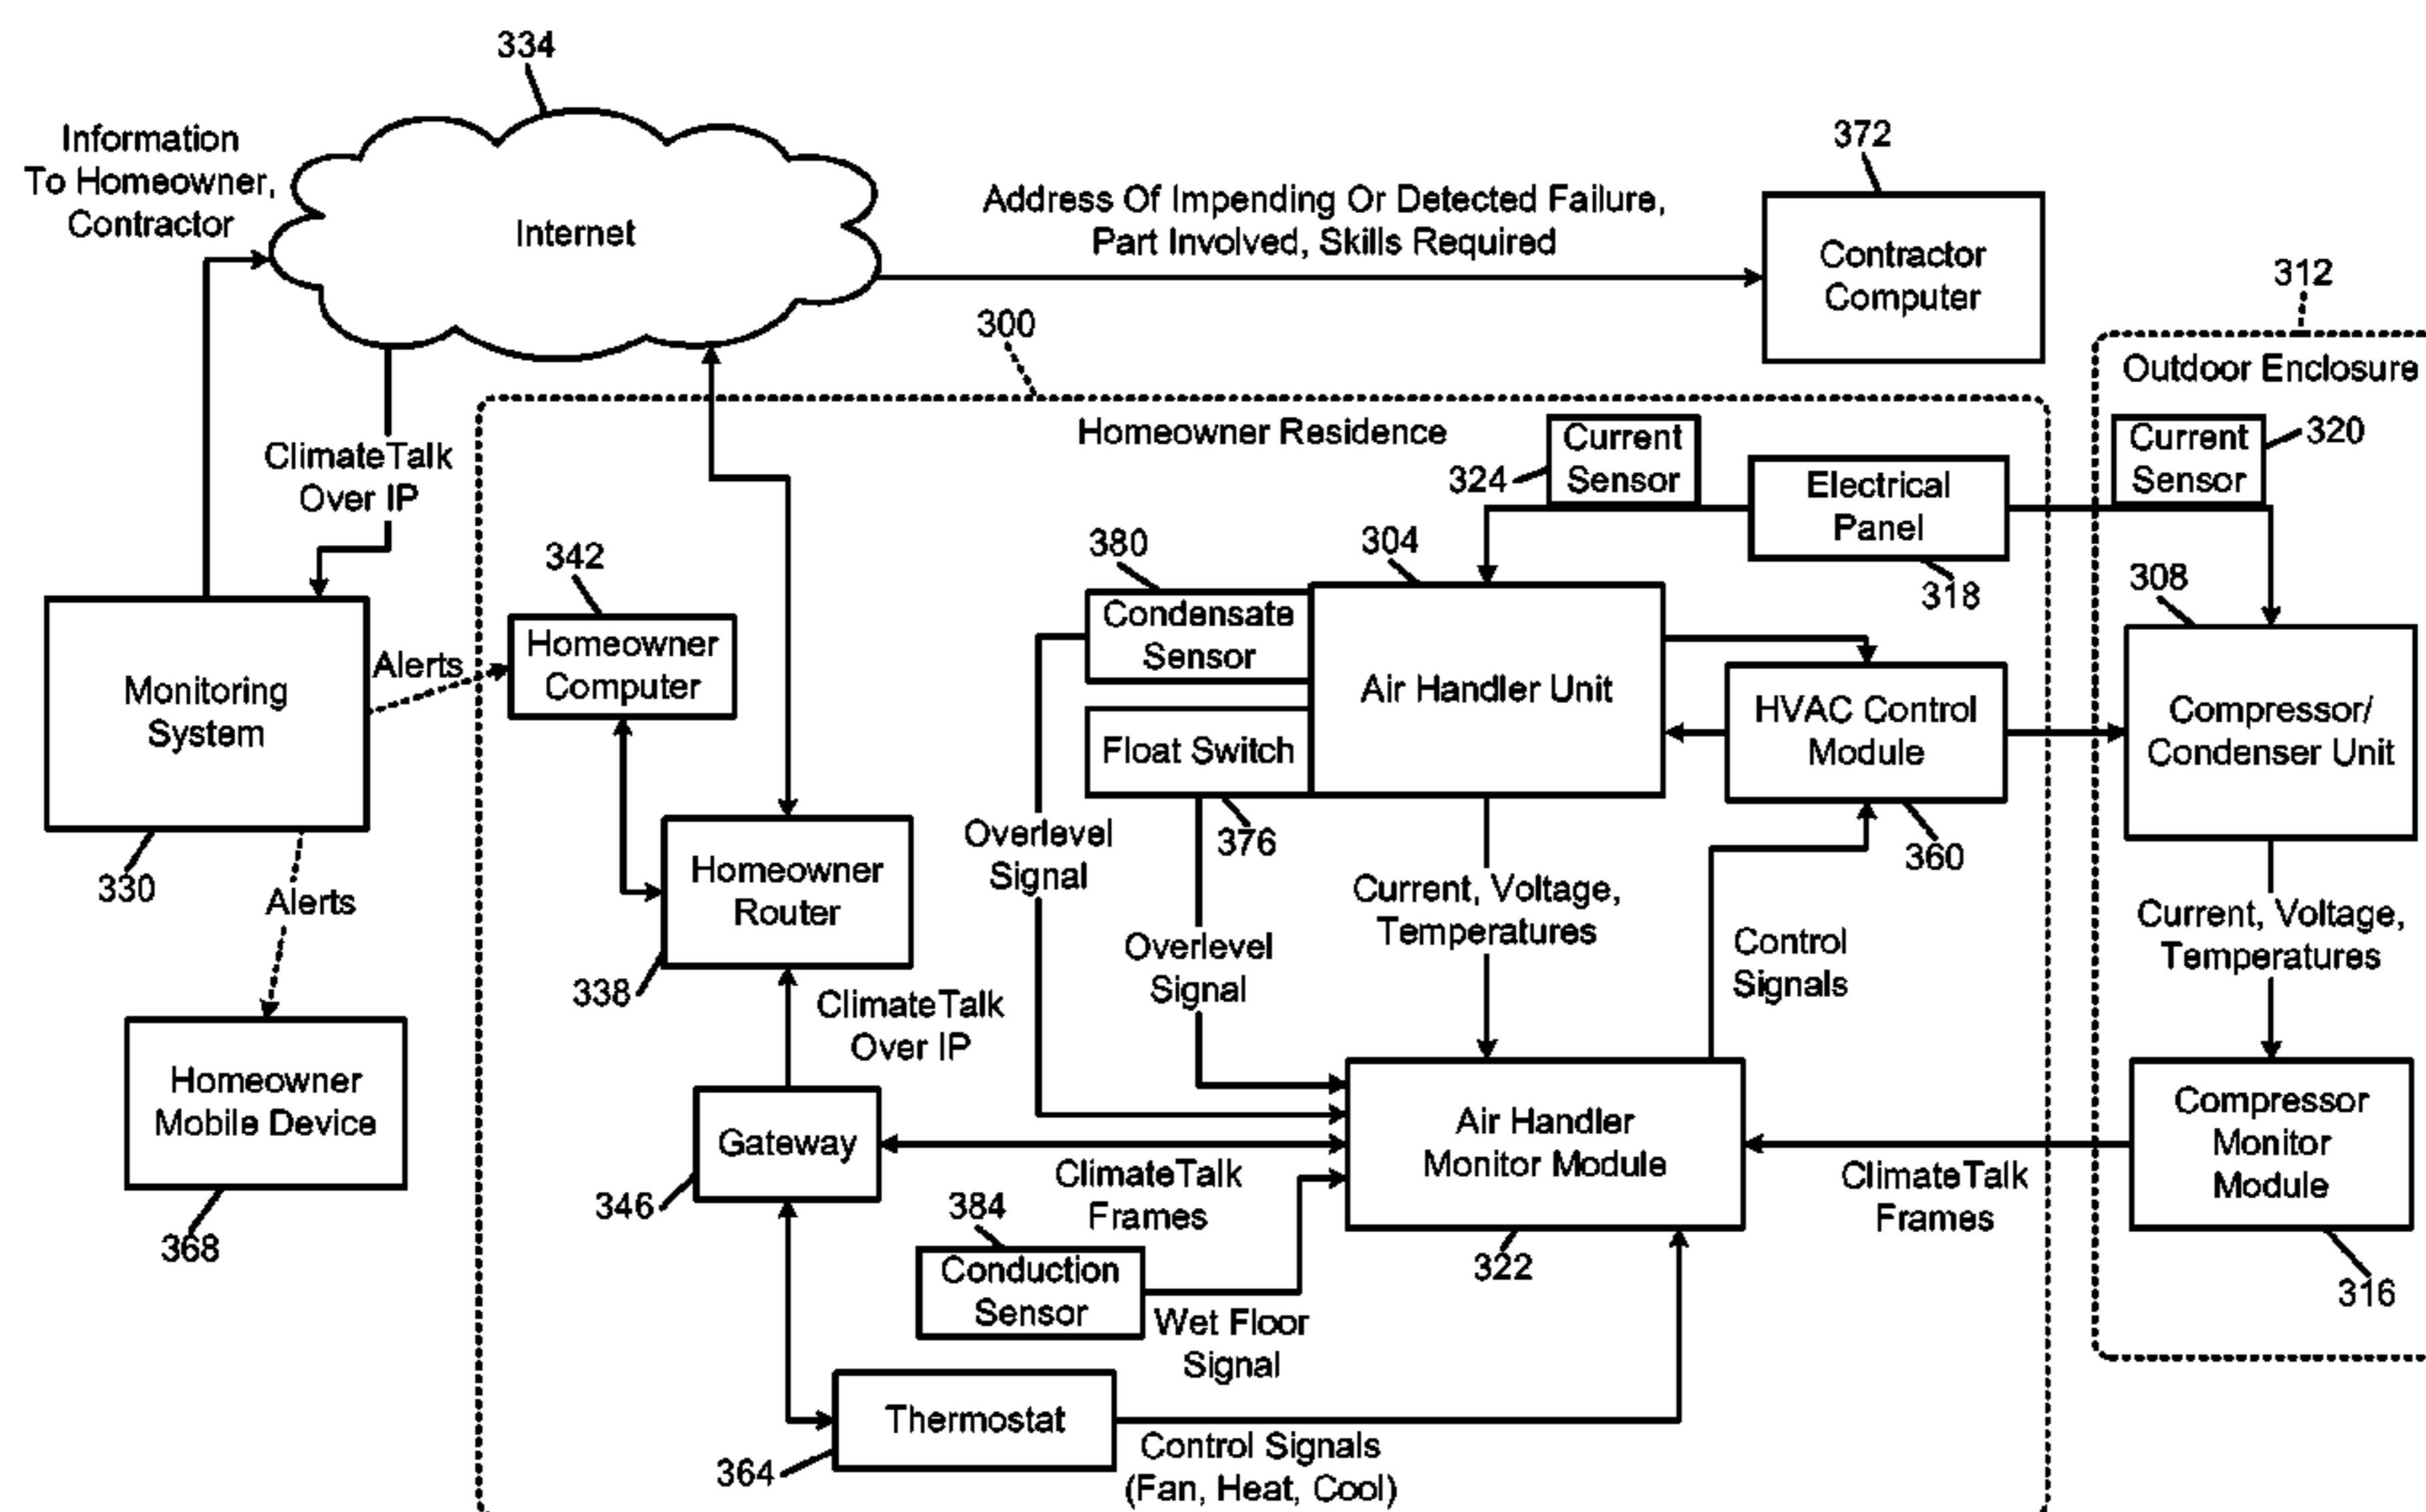 334
Information
To Homeowner,
Contractor
Internet
372
Address Of Impending Or Detected Failure,
Part Involved, Skills Required
Contractor
Computer
312
300
Outdoor Enclosure
ClimateTalk
Over IP
Homeowner Residence
Current
Sensor
324
Electrical
Panel
318
Current
Sensor
320
342
Homeowner
Computer
380
Condensate
Sensor
304
Air Handler Unit
308
Monitoring
System
330
Alerts
Float Switch
376
HVAC Control
Module
360
Compressor/
Condenser Unit
Alerts
Homeowner
Router
338
Overlevel
Signal
Overlevel
Signal
Current, Voltage,
Temperatures
Control
Signals
Current, Voltage,
Temperatures
ClimateTalk
Over IP
Homeowner
Mobile Device
368
Gateway
346
ClimateTalk
Frames
Air Handler
Monitor Module
322
ClimateTalk
Frames
Compressor
Monitor
Module
316
384
Conduction
Sensor
Wet Floor
Signal
Thermostat
364
Control Signals
(Fan, Heat, Cool)